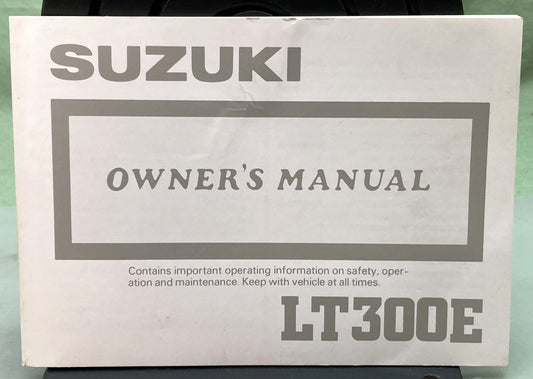 SUZUKI
OWNER'S MANUAL
Contains important operating information on safety, oper-
ation and maintenance. Keep with vehicle at all times.
LT300E